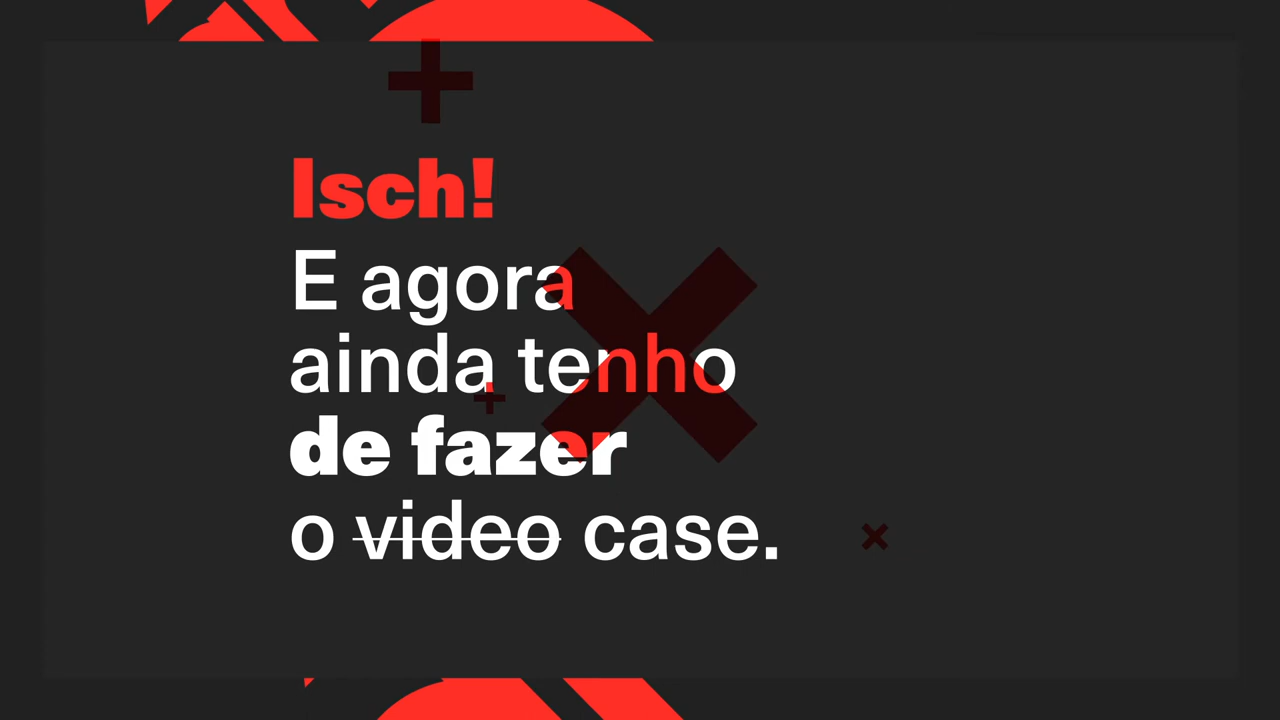 Isch!
E agora
ainda tenho
de fazer
o video case.